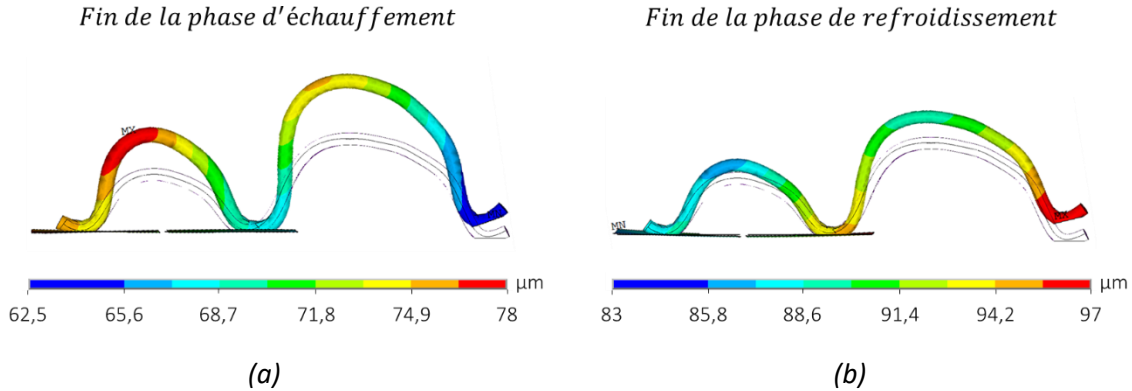 Fin de la phase d'échauffement
Fin de la phase de refroidissement
MX
MN
MX
µm
62,5 65,6 68,7 71,8 74,9 78
µm
83 85,8 88,6 91,4 94,2 97
(a)
(b)